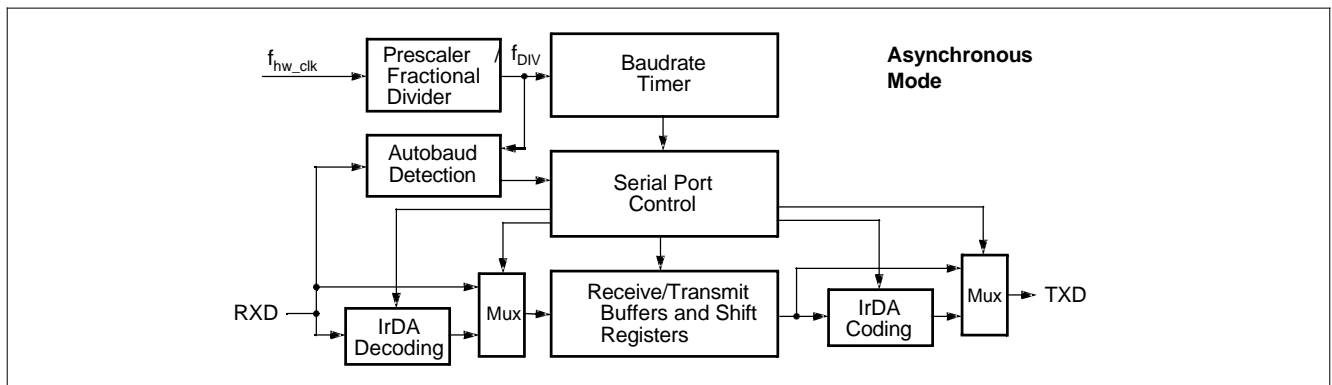 f_hw_clk
Prescaler /
Fractional
Divider
f_DIV
Baudrate
Timer
Asynchronous
Mode
Autobaud
Detection
Serial Port
Control
RXD
IrDA
Decoding
Mux
Receive/Transmit
Buffers and Shift
Registers
IrDA
Coding
Mux
TXD